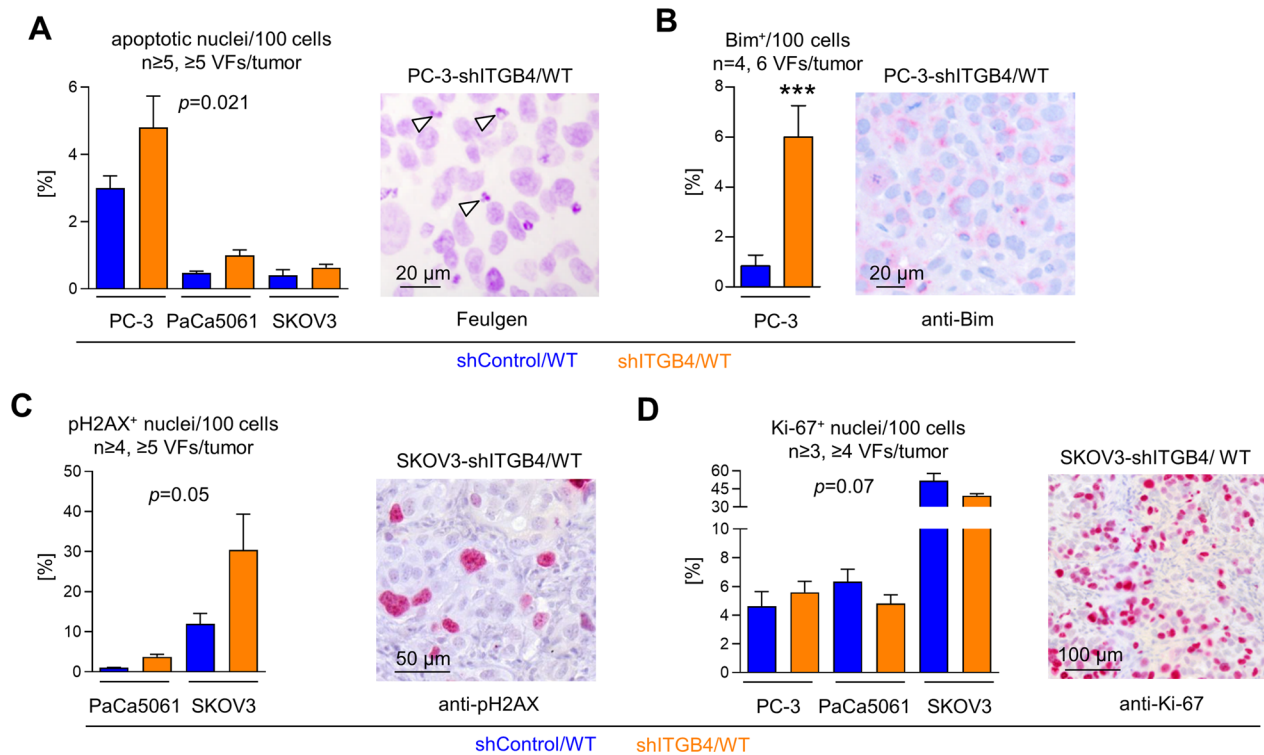 A
apoptotic nuclei/100 cells
n≥5, ≥5 VFs/tumor
p=0.021
[%]
6
4
2
0
PC-3 PaCa5061 SKOV3
PC-3-shITGB4/WT
20 µm
Feulgen
B
Bim⁺/100 cells
n=4, 6 VFs/tumor
***
[%]
8
6
4
2
0
PC-3
PC-3-shITGB4/WT
20 µm
anti-Bim
shControl/WT shITGB4/WT
C
pH2AX⁺ nuclei/100 cells
n≥4, ≥5 VFs/tumor
p=0.05
[%]
50
40
30
20
10
0
PaCa5061 SKOV3
SKOV3-shITGB4/WT
50 µm
anti-pH2AX
D
Ki-67⁺ nuclei/100 cells
n≥3, ≥4 VFs/tumor
p=0.07
[%]
60
45
30
10
8
6
4
2
0
PC-3 PaCa5061 SKOV3
SKOV3-shITGB4/ WT
100 µm
anti-Ki-67
shControl/WT shITGB4/WT